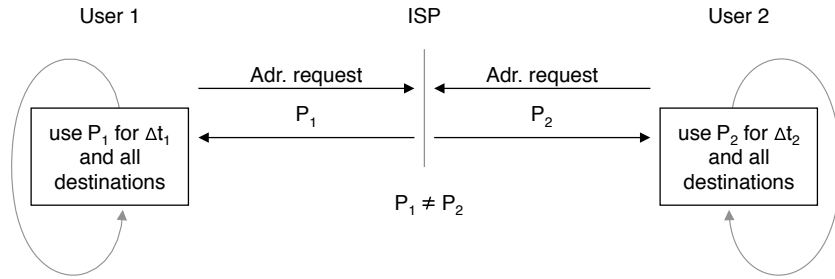 User 1 ISP User 2
Adr. request Adr. request
P₁ P₂
use P₁ for Δt₁
and all
destinations
use P₂ for Δt₂
and all
destinations
P₁ ≠ P₂